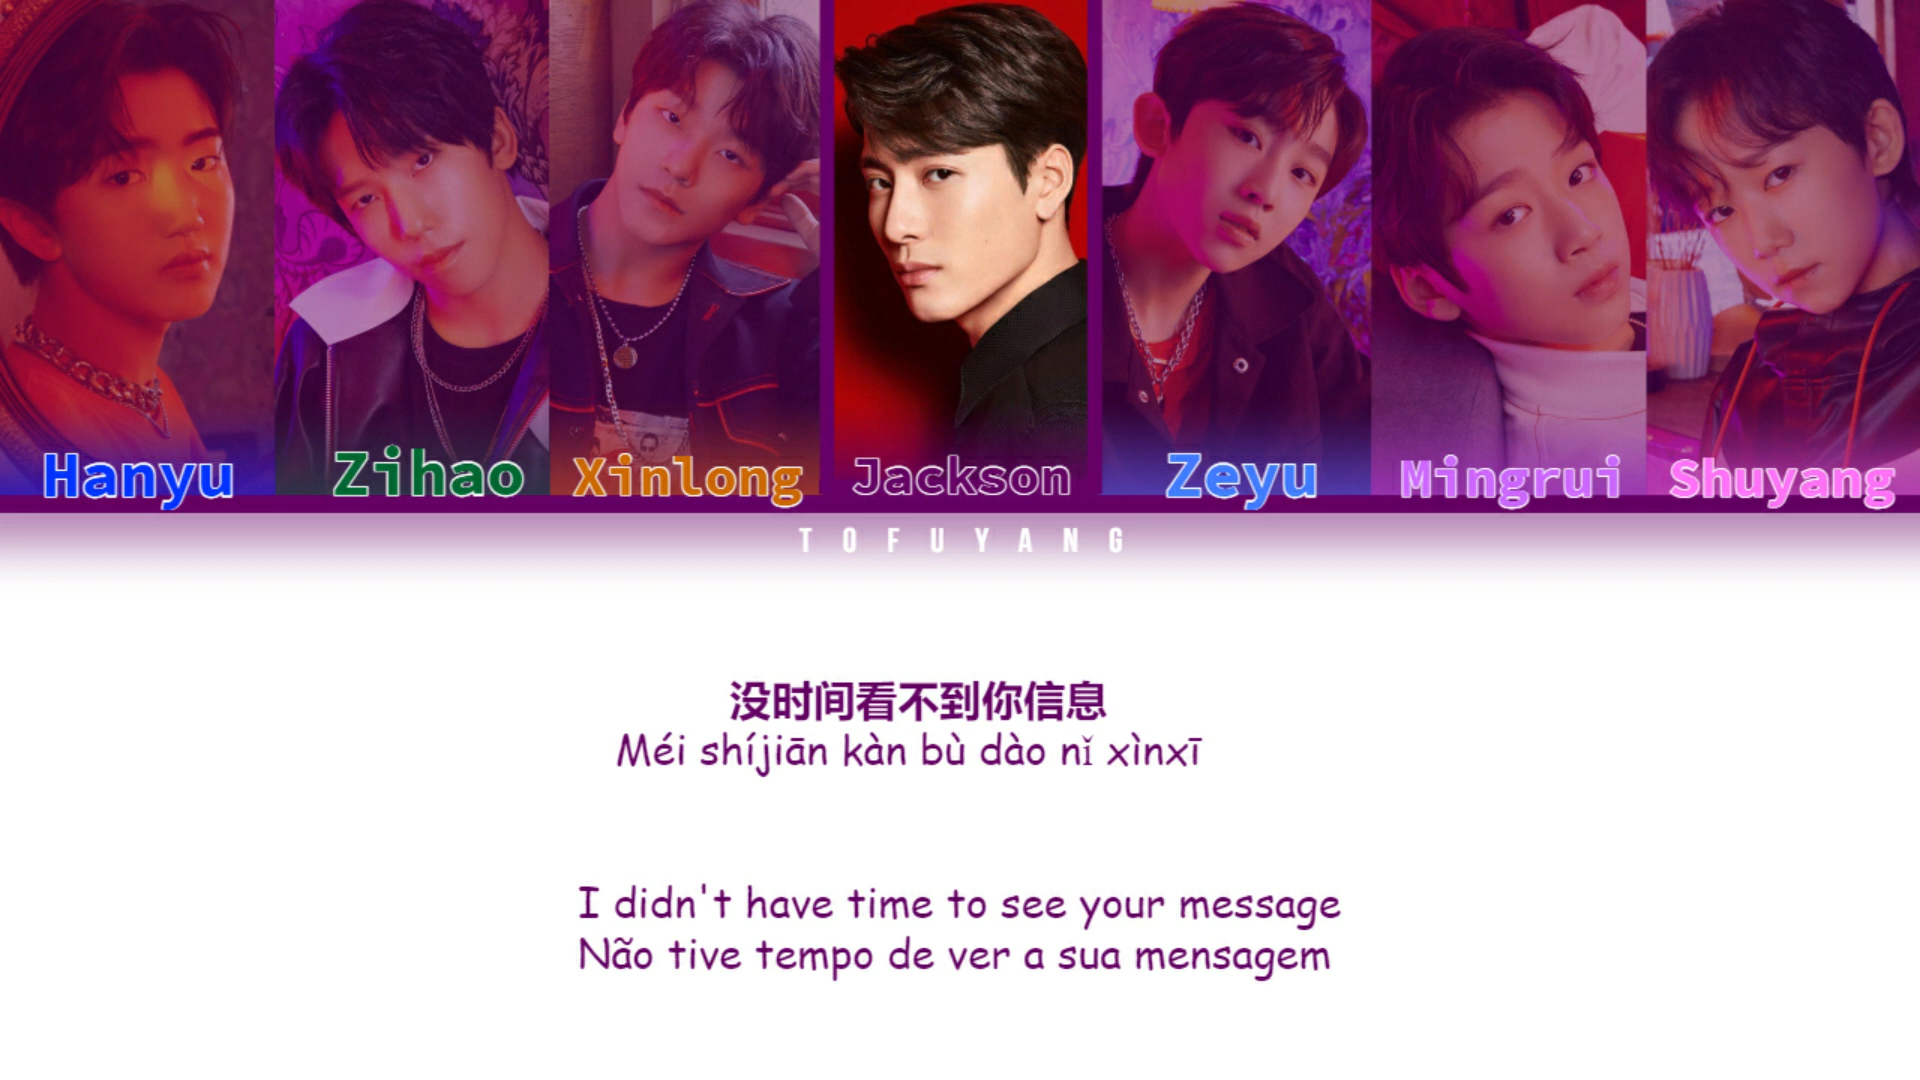 Hanyu Zihao Xinlong Jackson Zeyu Mingrui Shuyang
TOFUYANG
没时间看不到你信息
Méi shíjiān kàn bù dào nǐ xìnxī
I didn't have time to see your message
Não tive tempo de ver a sua mensagem